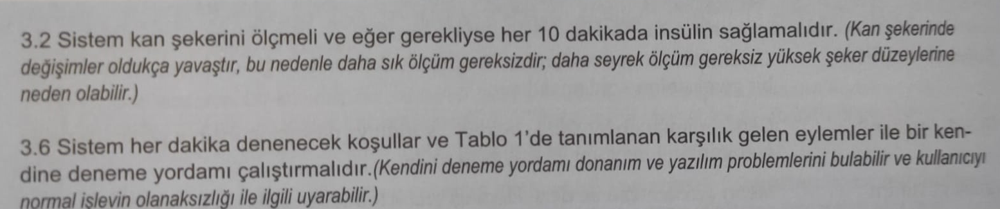 3.2 Sistem kan şekerini ölçmeli ve eğer gerekliyse her 10 dakikada insülin sağlamalıdır. (Kan şekerinde
değişimler oldukça yavaştır, bu nedenle daha sık ölçüm gereksizdir; daha seyrek ölçüm gereksiz yüksek şeker düzeylerine
neden olabilir.)
3.6 Sistem her dakika denenecek koşullar ve Tablo 1'de tanımlanan karşılık gelen eylemler ile bir ken-
dine deneme yordamı çalıştırmalıdır.(Kendini deneme yordamı donanım ve yazılım problemlerini bulabilir ve kullanıcıyı
normal işlevin olanaksızlığı ile ilgili uyarabilir.)